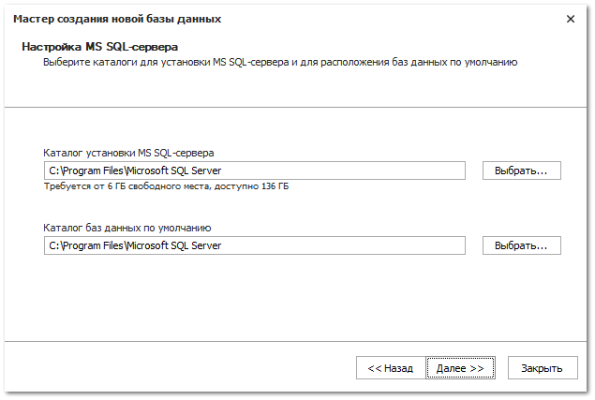 Мастер создания новой базы данных
Настройка MS SQL-сервера
Выберите каталоги для установки MS SQL-сервера и для расположения баз данных по умолчанию
Каталог установки MS SQL-сервера
C:\Program Files\Microsoft SQL Server
Выбрать...
Требуется от 6 ГБ свободного места, доступно 136 ГБ
Каталог баз данных по умолчанию
C:\Program Files\Microsoft SQL Server
Выбрать...
<< Назад
Далее >>
Закрыть